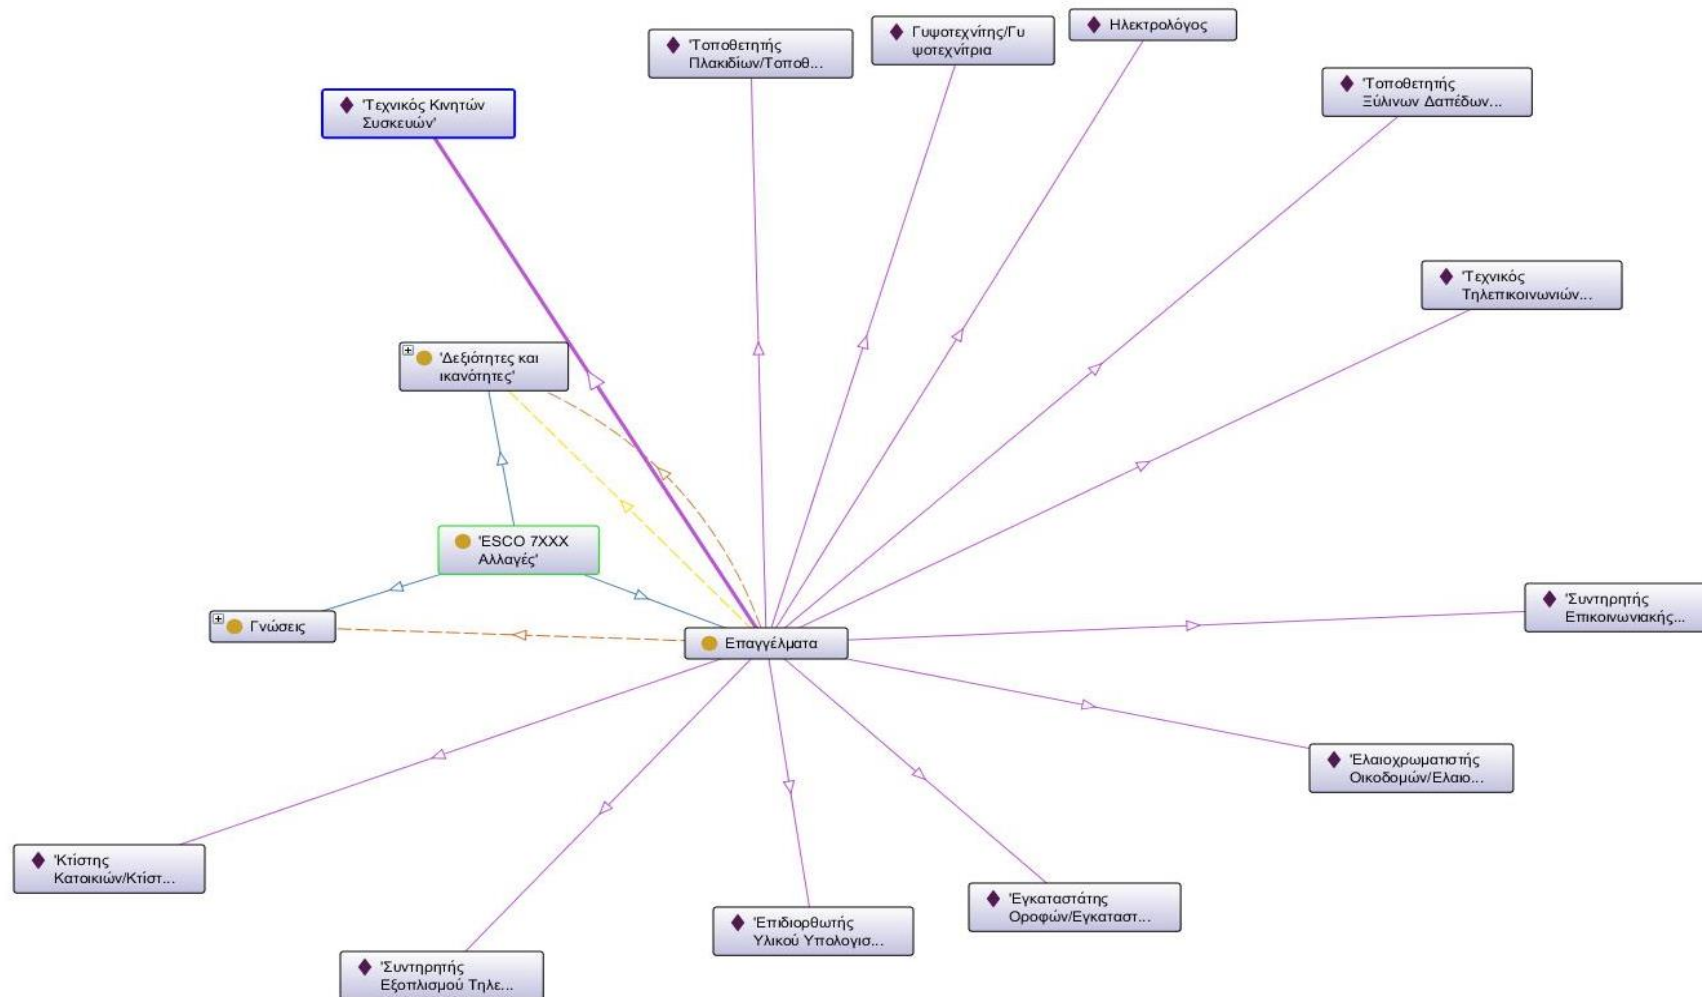 Ηλεκτρολόγος
Γυψοτεχνίτης/Γυ
ψοτεχνίτρια
'Τοποθετητής
Πλακιδίων/Τοποθ...
'Τοποθετητής
Ξύλινων Δαπέδων...
'Τεχνικός Κινητών
Συσκευών'
'Τεχνικός
Τηλεπικοινωνιών...
'Δεξιότητες και
ικανότητες'
'ESCO 7XXX
Αλλαγές'
Γνώσεις
Επαγγέλματα
'Συντηρητής
Επικοινωνιακής...
'Ελαιοχρωματιστής
Οικοδομών/Ελαιο...
'Κτίστης
Κατοικιών/Κτίστ...
'Εγκαταστάτης
Οροφών/Εγκαταστ...
'Επιδιορθωτής
Υλικού Υπολογισ...
'Συντηρητής
Εξοπλισμού Τηλε...